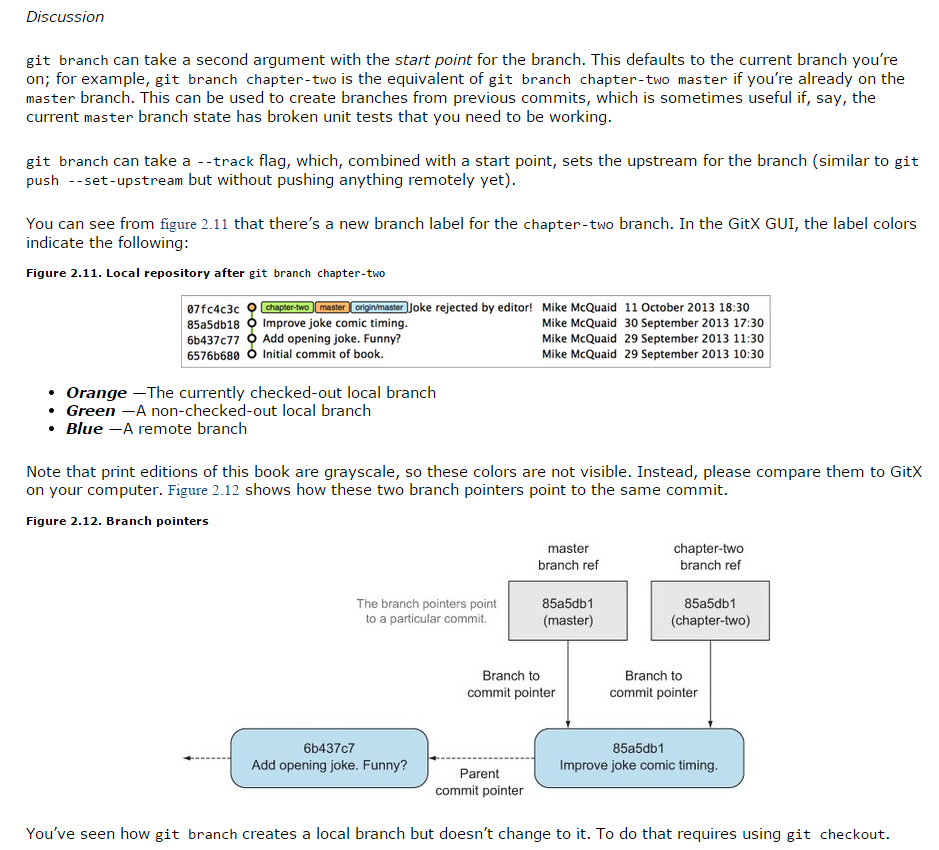 Discussion
git branch can take a second argument with the start point for the branch. This defaults to the current branch you’re
on; for example, git branch chapter-two is the equivalent of git branch chapter-two master if you’re already on the
master branch. This can be used to create branches from previous commits, which is sometimes useful if, say, the
current master branch state has broken unit tests that you need to be working.
git branch can take a --track flag, which, combined with a start point, sets the upstream for the branch (similar to git
push --set-upstream but without pushing anything remotely yet).
You can see from figure 2.11 that there’s a new branch label for the chapter-two branch. In the GitX GUI, the label colors
indicate the following:
Figure 2.11. Local repository after git branch chapter-two
07fc4c3c chapter-two master origin/master Joke rejected by editor! Mike McQuaid 11 October 2013 18:30
85a5db18 Improve joke comic timing. Mike McQuaid 30 September 2013 17:30
6b437c77 Add opening joke. Funny? Mike McQuaid 29 September 2013 11:30
6576b680 Initial commit of book. Mike McQuaid 29 September 2013 10:30
• Orange —The currently checked-out local branch
• Green —A non-checked-out local branch
• Blue —A remote branch
Note that print editions of this book are grayscale, so these colors are not visible. Instead, please compare them to GitX
on your computer. Figure 2.12 shows how these two branch pointers point to the same commit.
Figure 2.12. Branch pointers
master
branch ref
chapter-two
branch ref
The branch pointers point
to a particular commit.
85a5db1
(master)
85a5db1
(chapter-two)
Branch to
commit pointer
Branch to
commit pointer
6b437c7
Add opening joke. Funny?
Parent
commit pointer
85a5db1
Improve joke comic timing.
You’ve seen how git branch creates a local branch but doesn’t change to it. To do that requires using git checkout.